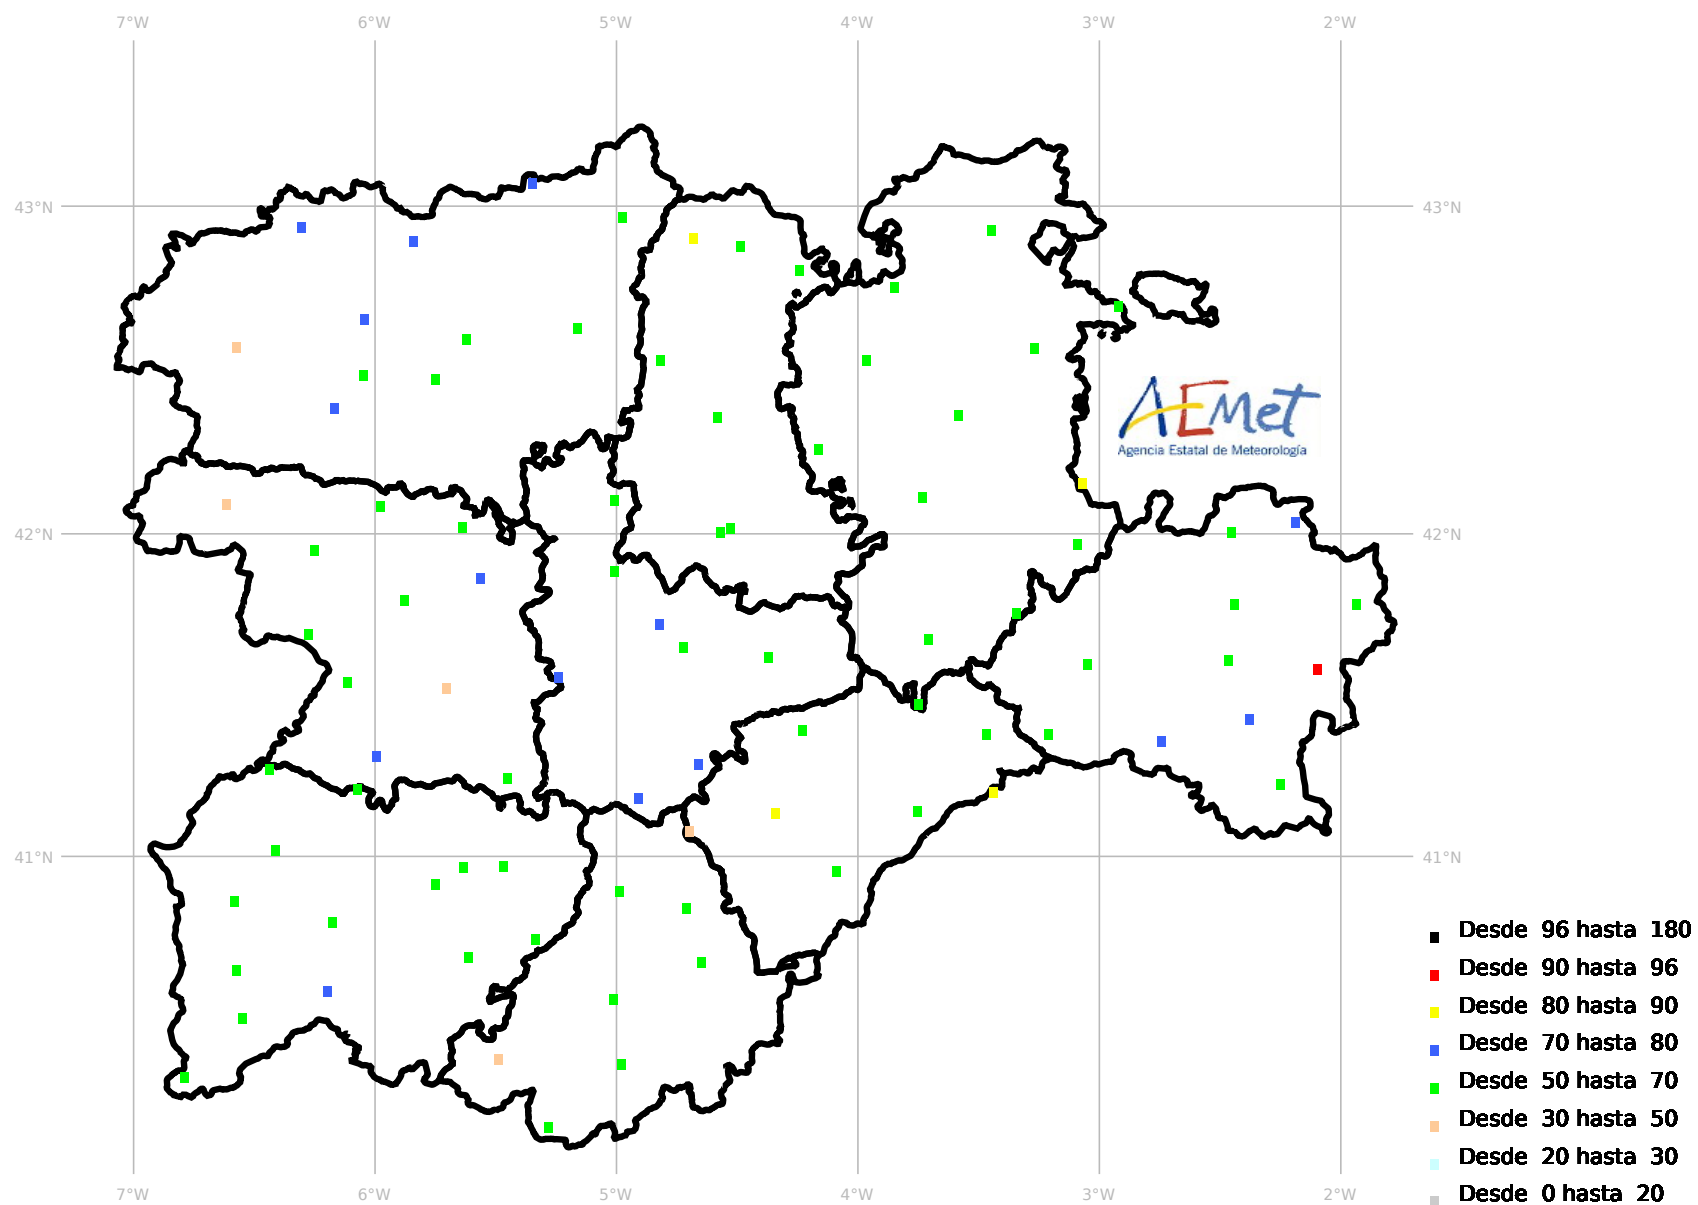 7°W 6°W 5°W 4°W 3°W 2°W
43°N 43°N
AEMet
Agencia Estatal de Meteorología
42°N 42°N
41°N 41°N
Desde 96 hasta 180
Desde 90 hasta 96
Desde 80 hasta 90
Desde 70 hasta 80
Desde 50 hasta 70
Desde 30 hasta 50
Desde 20 hasta 30
Desde 0 hasta 20
7°W 6°W 5°W 4°W 3°W 2°W